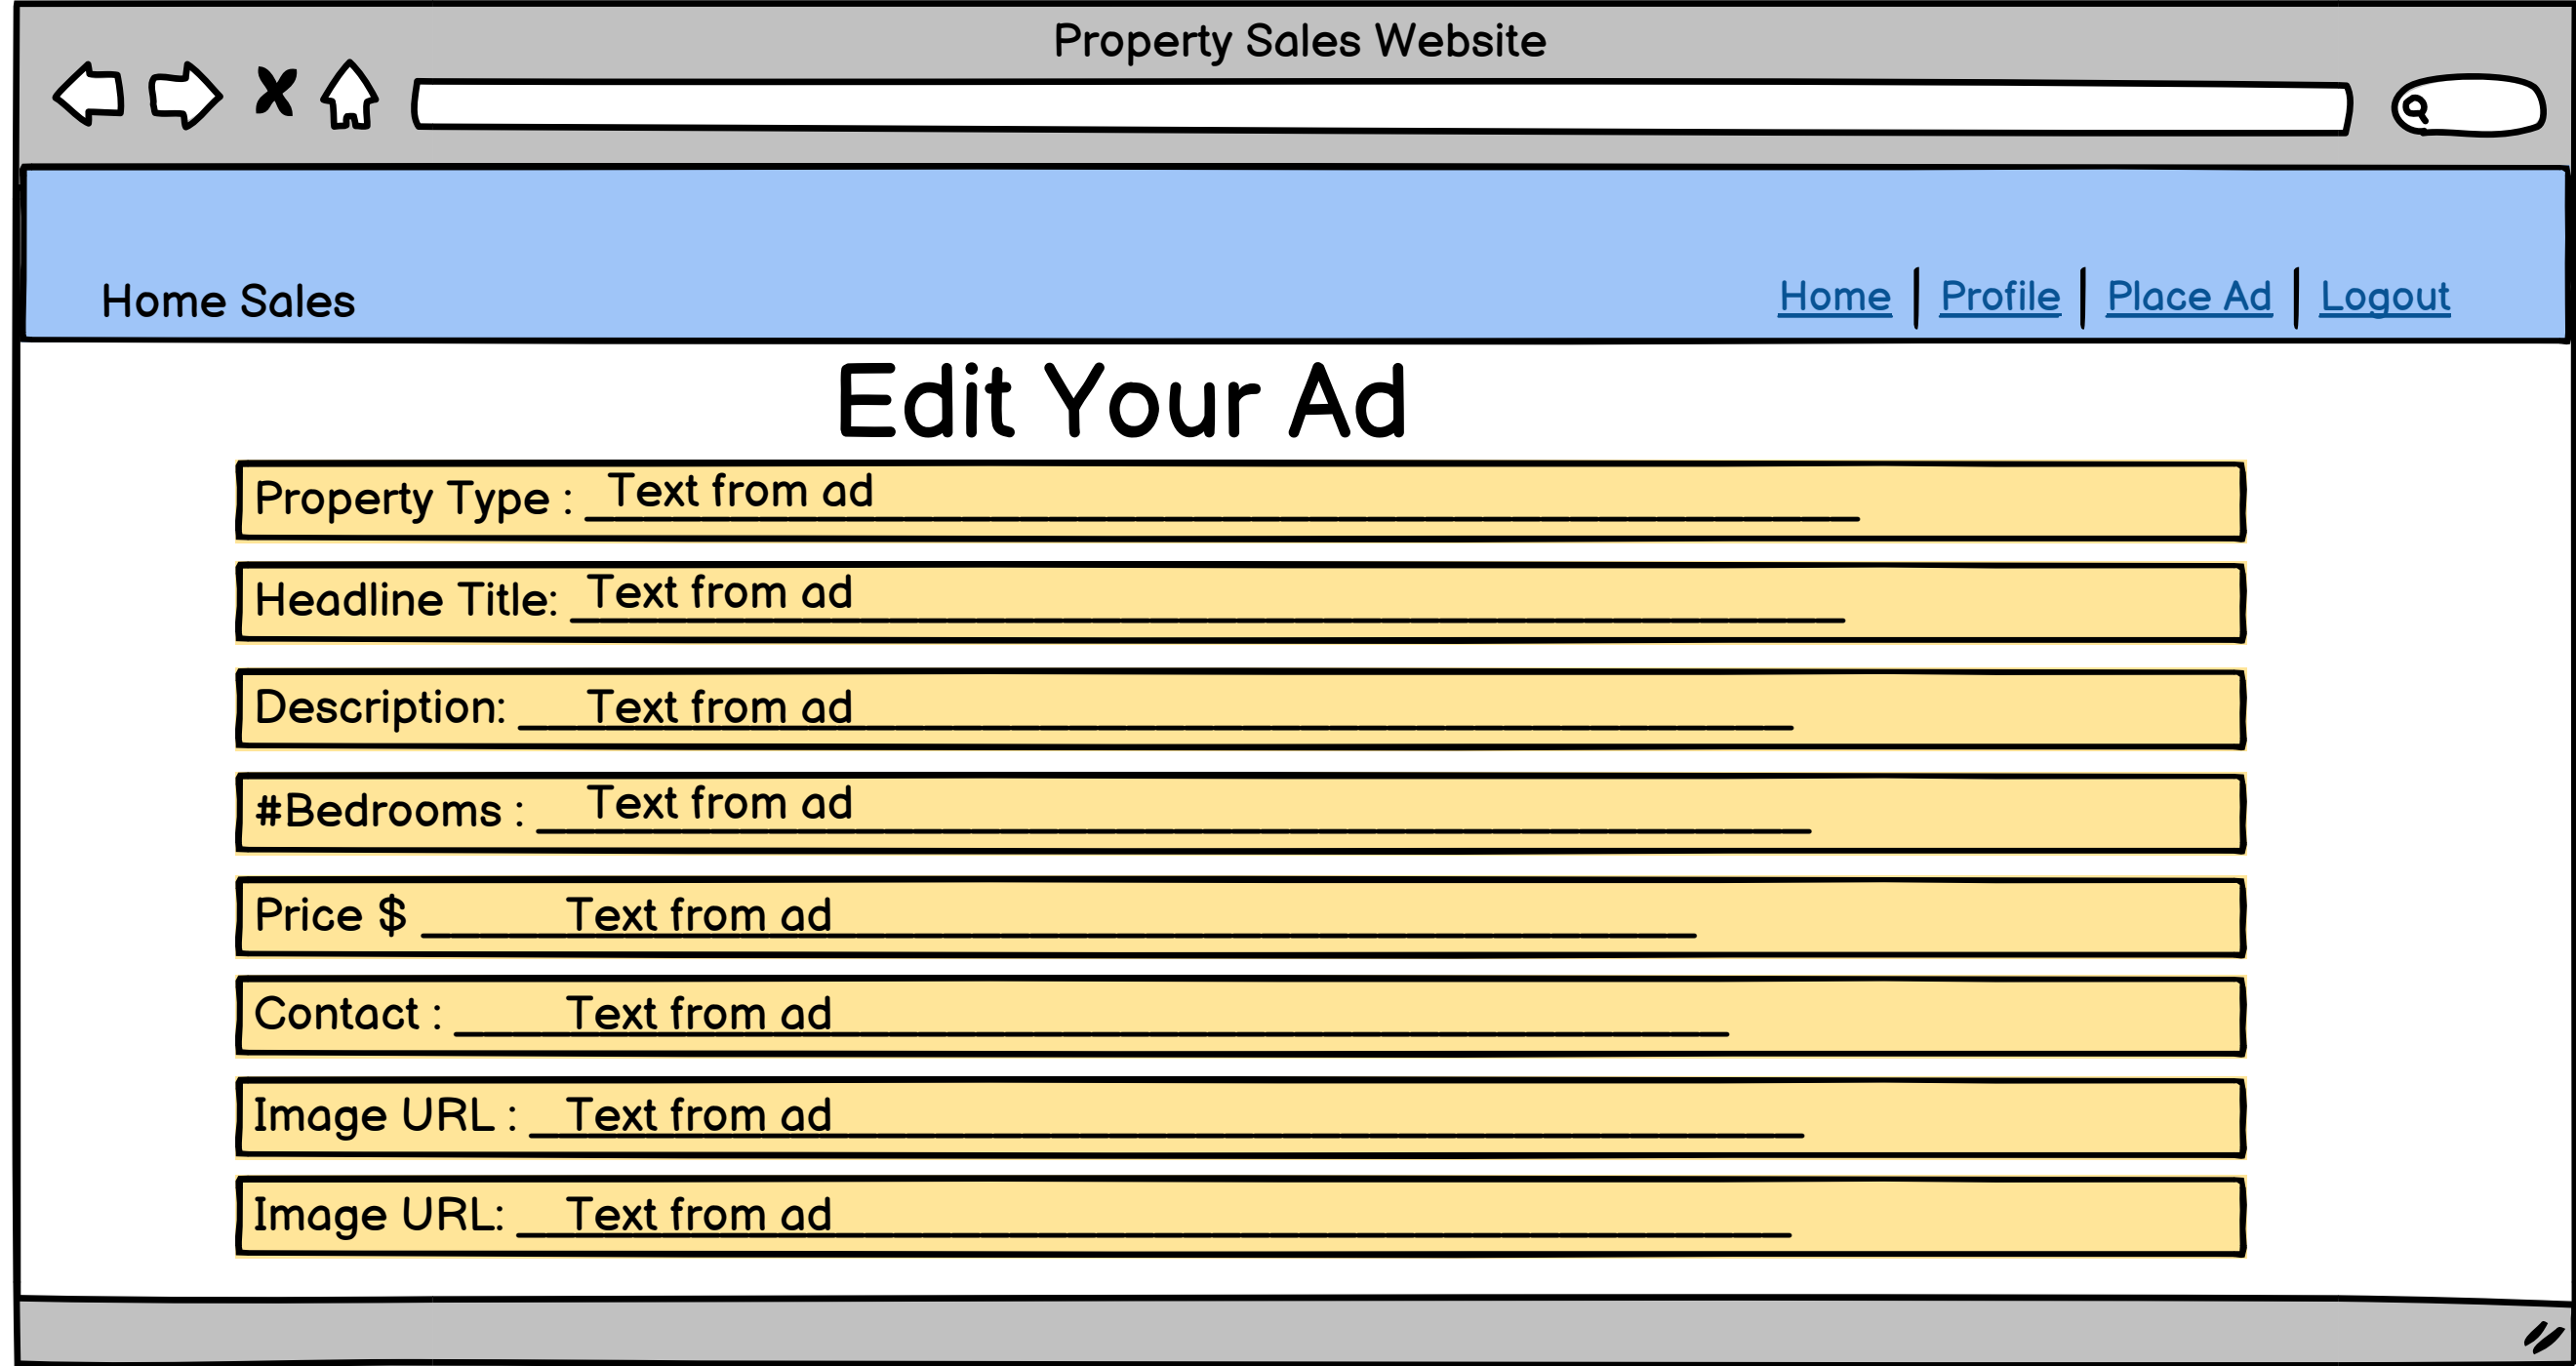 Property Sales Website
Home Sales
Home | Profile | Place Ad | Logout
Edit Your Ad
Property Type : Text from ad
Headline Title: Text from ad
Description: Text from ad
#Bedrooms : Text from ad
Price $ Text from ad
Contact : Text from ad
Image URL : Text from ad
Image URL: Text from ad